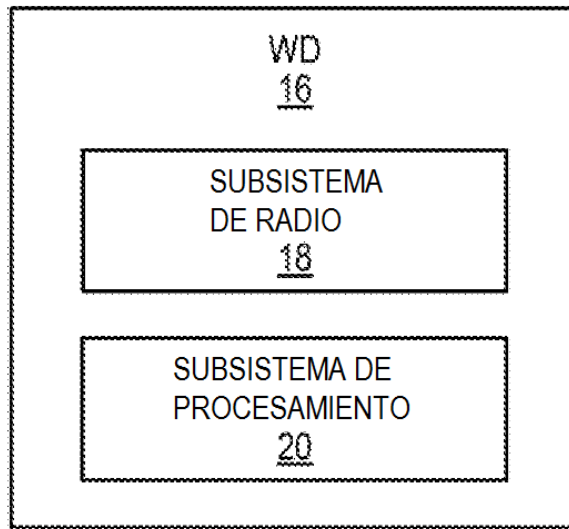 WD
16
SUBSISTEMA
DE RADIO
18
SUBSISTEMA DE
PROCESAMIENTO
20